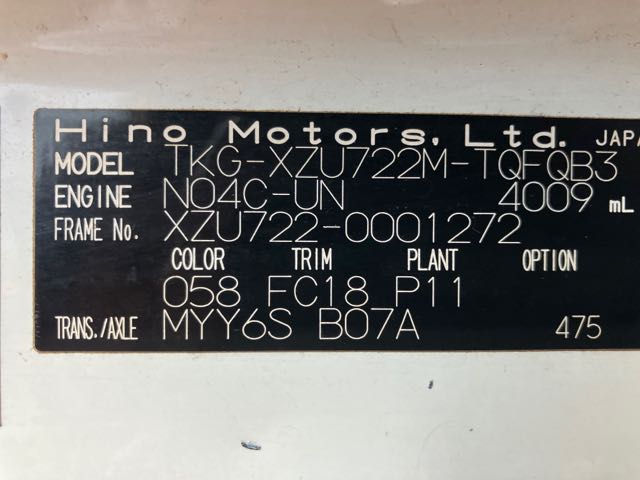 Hino Motors, Ltd. JAPA
MODEL TKG-XZU722M-TQFQB3
ENGINE N04C-UN 4009 mL
FRAME No. XZU722-0001272
COLOR TRIM PLANT OPTION
058 FC18 P11
TRANS./AXLE MYY6S B07A 475